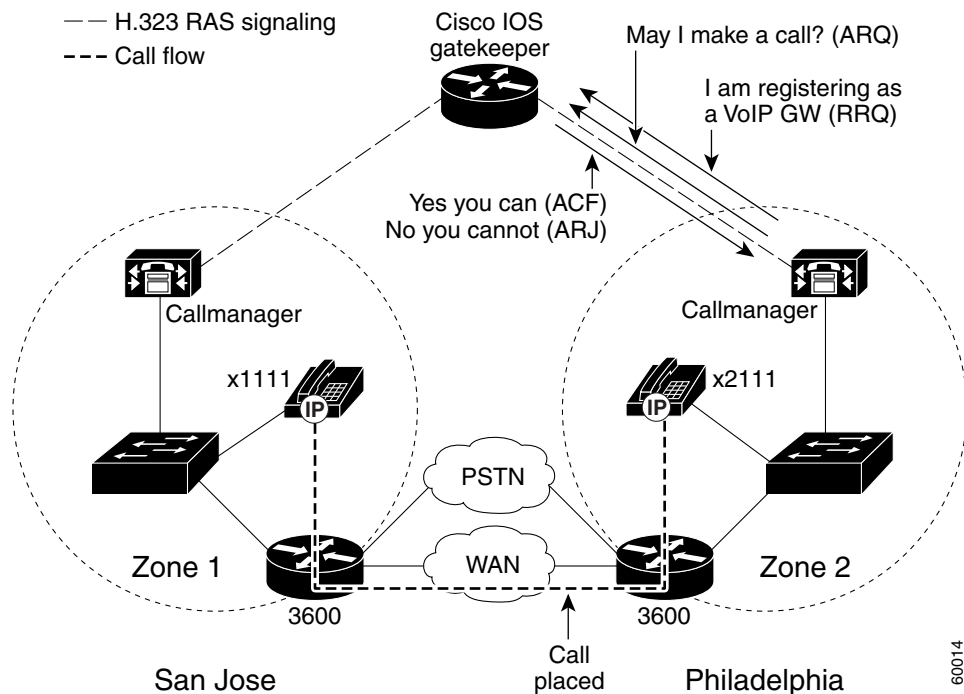 H.323 RAS signaling
Call flow
Cisco IOS
gatekeeper
May I make a call? (ARQ)
I am registering as
a VoIP GW (RRQ)
Yes you can (ACF)
No you cannot (ARJ)
Callmanager
Callmanager
x1111
IP
IP
x2111
PSTN
WAN
Zone 1
Zone 2
3600
3600
Call
placed
San Jose
Philadelphia
60014